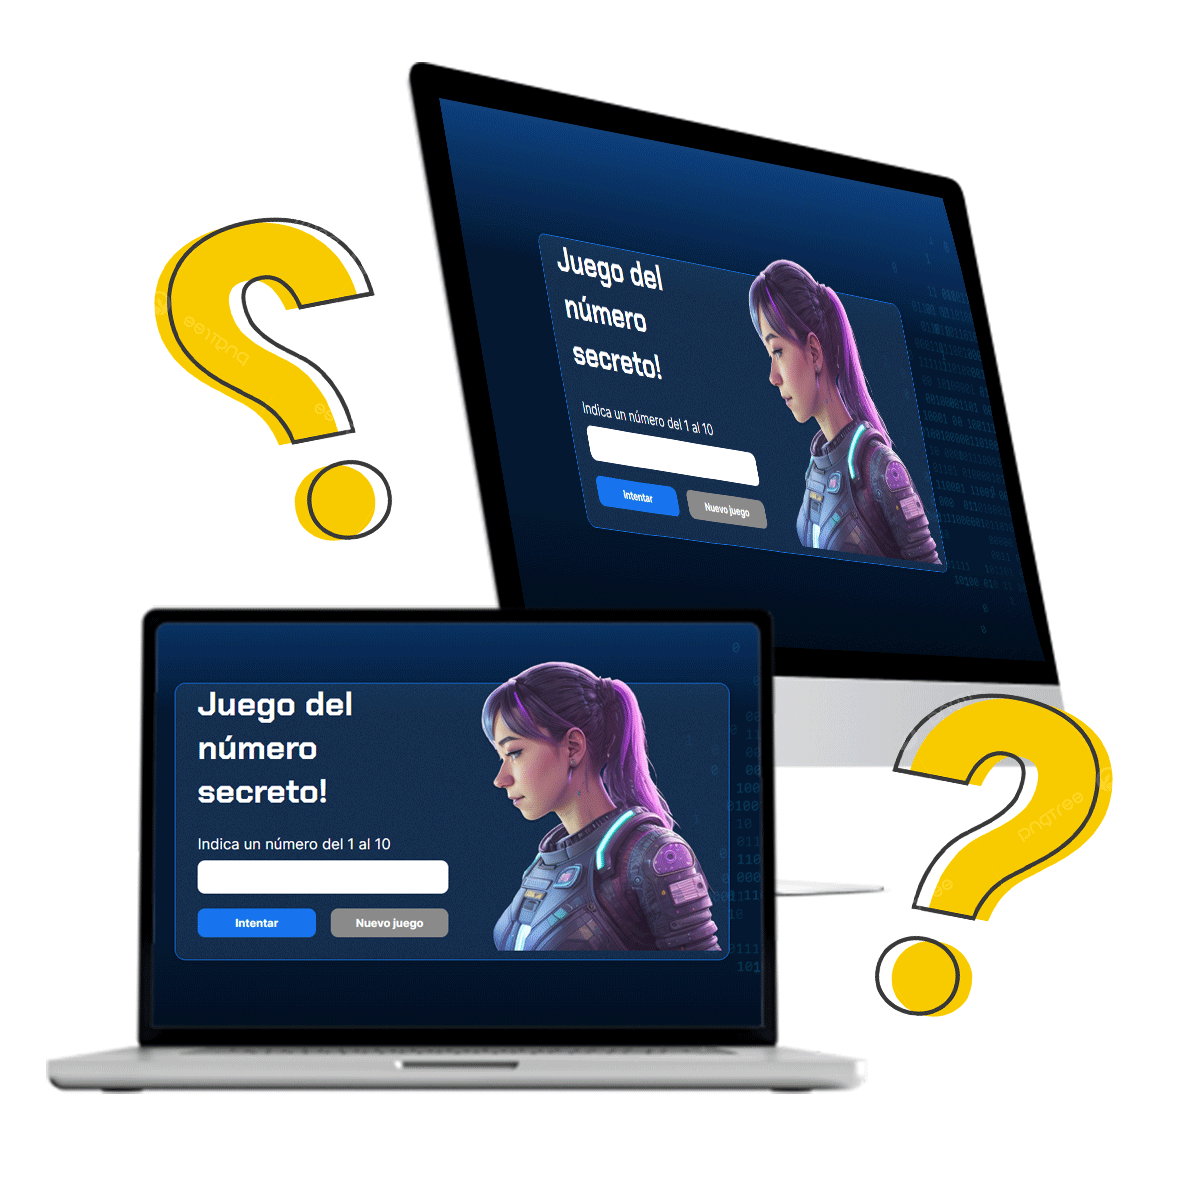 Juego del
número
secreto!
Indica un número del 1 al 10
Intentar
Nuevo juego
Juego del
número
secreto!
Indica un número del 1 al 10
Intentar
Nuevo juego
pngtree